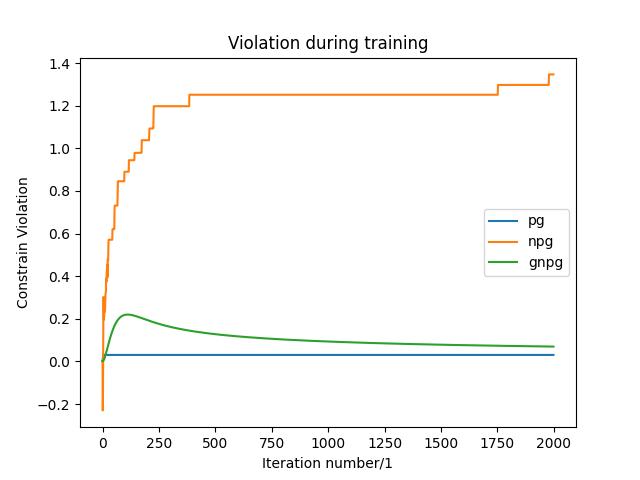 Violation during training
1.4
1.2
1.0
0.8
0.6
0.4
0.2
0.0
−0.2
Constrain Violation
pg
npg
gnpg
0 250 500 750 1000 1250 1500 1750 2000
Iteration number/1